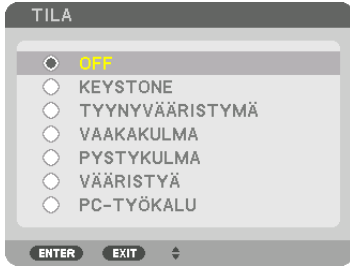 TILA
OFF
KEYSTONE
TYYNYVÄÄRISTYMÄ
VAAKAKULMA
PYSTYKULMA
VÄÄRISTYÄ
PC-TYÖKALU
ENTER EXIT